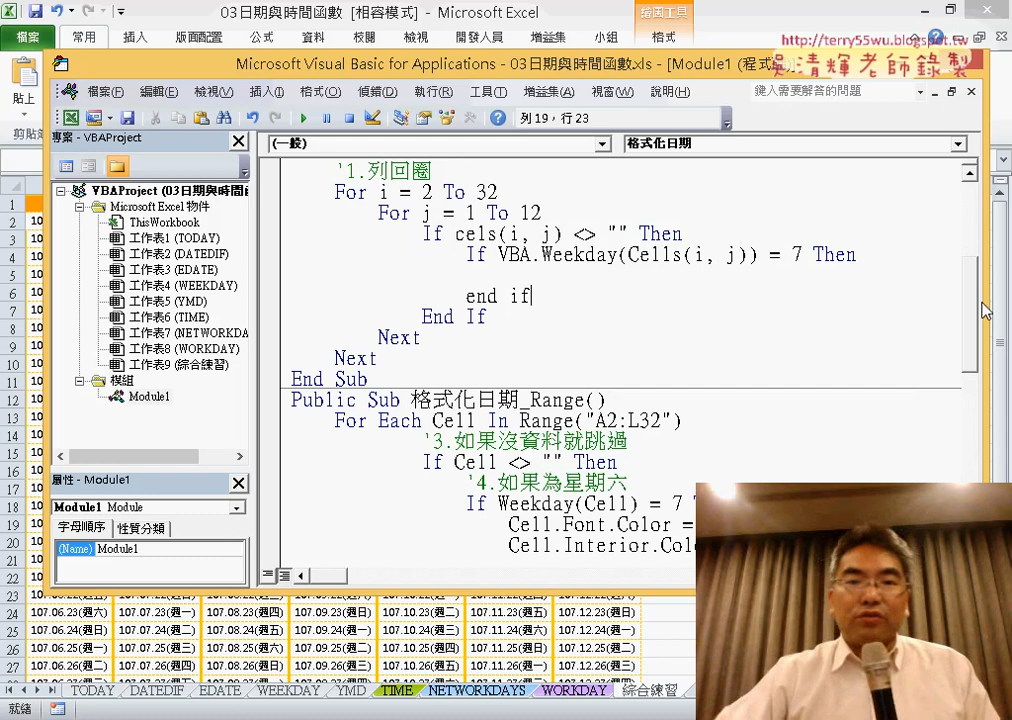 03日期與時間函數 [相容模式] - Microsoft Excel
繪圖工具
檔案 常用 插入 版面配置 公式 資料 校閱 檢視 開發人員 增益集 小組 格式
http://terry55wu.blogspot.tw
吳清輝老師錄製
貼上
剪貼
Microsoft Visual Basic for Applications - 03日期與時間函數.xls - [Module1 (程式
檔案(F) 編輯(E) 檢視(V) 插入(I) 格式(O) 偵錯(D) 執行(R) 工具(T) 增益集(A) 視窗(W) 說明(H)
鍵入需要解答的問題
列 19，行 23
專案 - VBAProject
VBAProject (03日期與時間
Microsoft Excel 物件
ThisWorkbook
工作表1 (TODAY)
工作表2 (DATEDIF)
工作表3 (EDATE)
工作表4 (WEEKDAY)
工作表5 (YMD)
工作表6 (TIME)
工作表7 (NETWORKDA
工作表8 (WORKDAY)
工作表9 (綜合練習)
模組
Module1
屬性 - Module1
Module1 Module
字母順序 性質分類
(Name) Module1
(一般) 格式化日期
'1.列回圈
For i = 2 To 32
For j = 1 To 12
If cels(i, j) <> "" Then
If VBA.Weekday(Cells(i, j)) = 7 Then
end if
End If
Next
Next
End Sub
Public Sub 格式化日期_Range()
For Each Cell In Range("A2:L32")
'3.如果沒資料就跳過
If Cell <> "" Then
'4.如果為星期六
If Weekday(Cell) = 7
Cell.Font.Color =
Cell.Interior.Col
107.06.23(週六) 107.07.23(週一) 107.08.23(週四) 107.09.23(週日) 107.10.23(週二) 107.11.23(週五) 107.12.23(週日)
107.06.24(週日) 107.07.24(週二) 107.08.24(週五) 107.09.24(週一) 107.10.24(週三) 107.11.24(週六) 107.12.24(週一)
107.06.25(週一) 107.07.25(週三) 107.08.25(週六) 107.09.25(週二) 107.10.25(週四) 107.11.25(週日) 107.12.25(週二)
107.06.26(週二) 107.07.26(週四) 107.08.26(週日) 107.09.26(週三) 107.10.26(週五) 107.11.26(週一) 107.12.26(週三)
TODAY DATEDIF EDATE WEEKDAY YMD TIME NETWORKDAYS WORKDAY 綜合練習
就緒